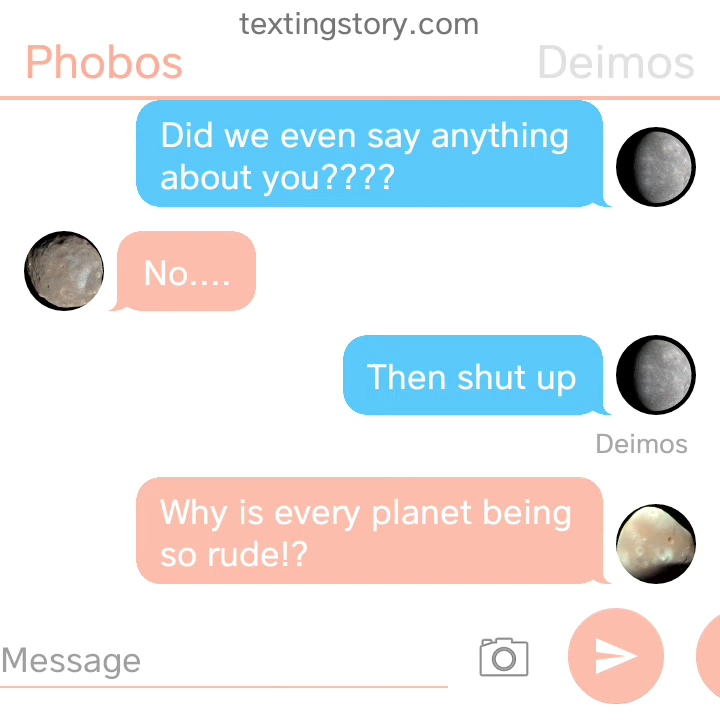 textingstory.com
Phobos
Deimos
Did we even say anything
about you????
No....
Then shut up
Deimos
Why is every planet being
so rude!?
Message